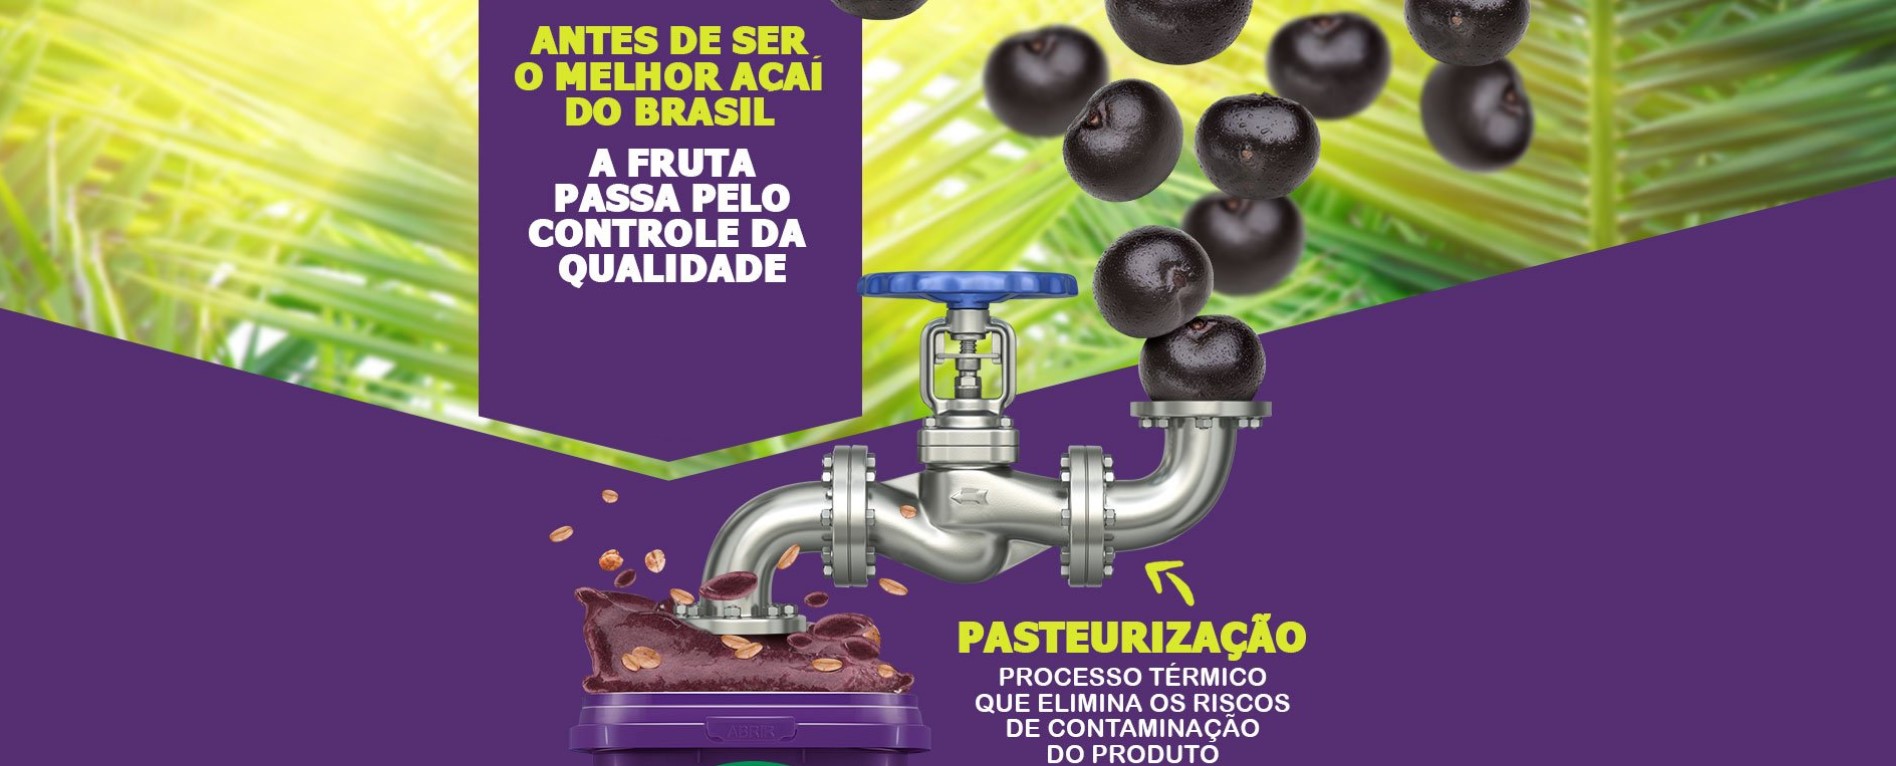 ANTES DE SER
O MELHOR AÇAÍ
DO BRASIL
A FRUTA
PASSA PELO
CONTROLE DA
QUALIDADE
PASTEURIZAÇÃO
PROCESSO TÉRMICO
QUE ELIMINA OS RISCOS
DE CONTAMINAÇÃO
DO PRODUTO
ABRIR